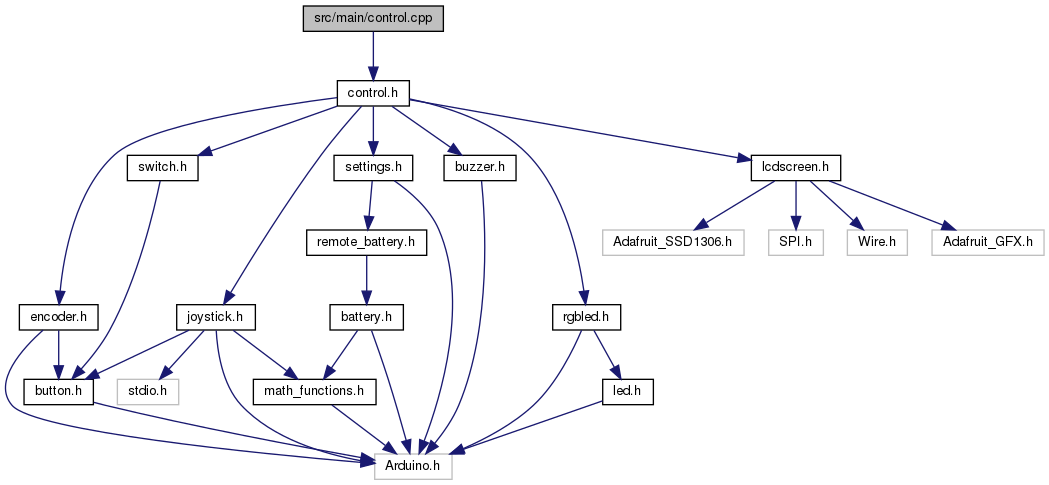 src/main/control.cpp
control.h
switch.h
settings.h
buzzer.h
lcdscreen.h
remote_battery.h
Adafruit_SSD1306.h
SPI.h
Wire.h
Adafruit_GFX.h
encoder.h
joystick.h
battery.h
rgbled.h
button.h
stdio.h
math_functions.h
led.h
Arduino.h